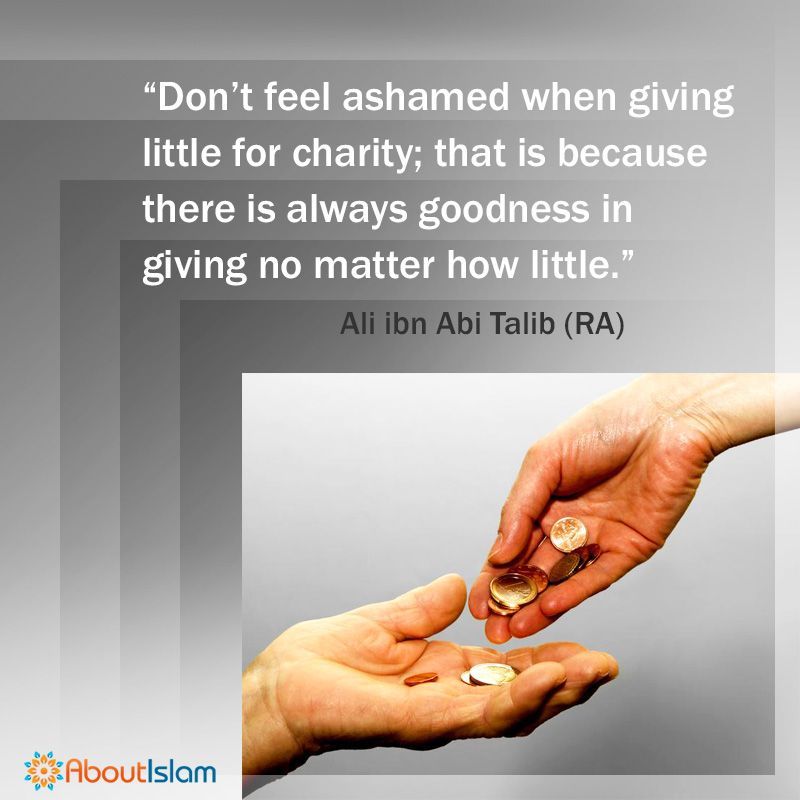 “Don’t feel ashamed when giving
little for charity; that is because
there is always goodness in
giving no matter how little.”
Ali ibn Abi Talib (RA)
AboutIslam